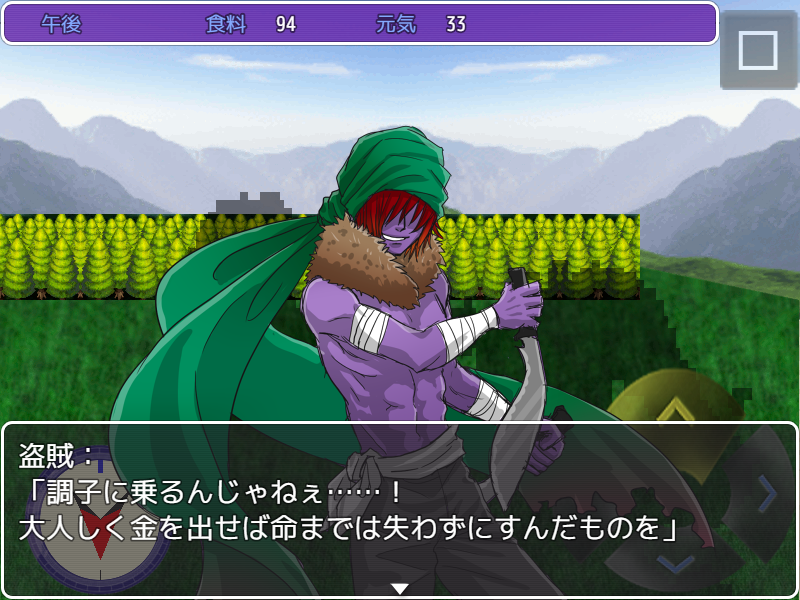 午後 食料 94 元気 33
盗賊：
「調子に乗るんじゃねぇ……！
大人しく金を出せば命までは失わずにすんだものを」